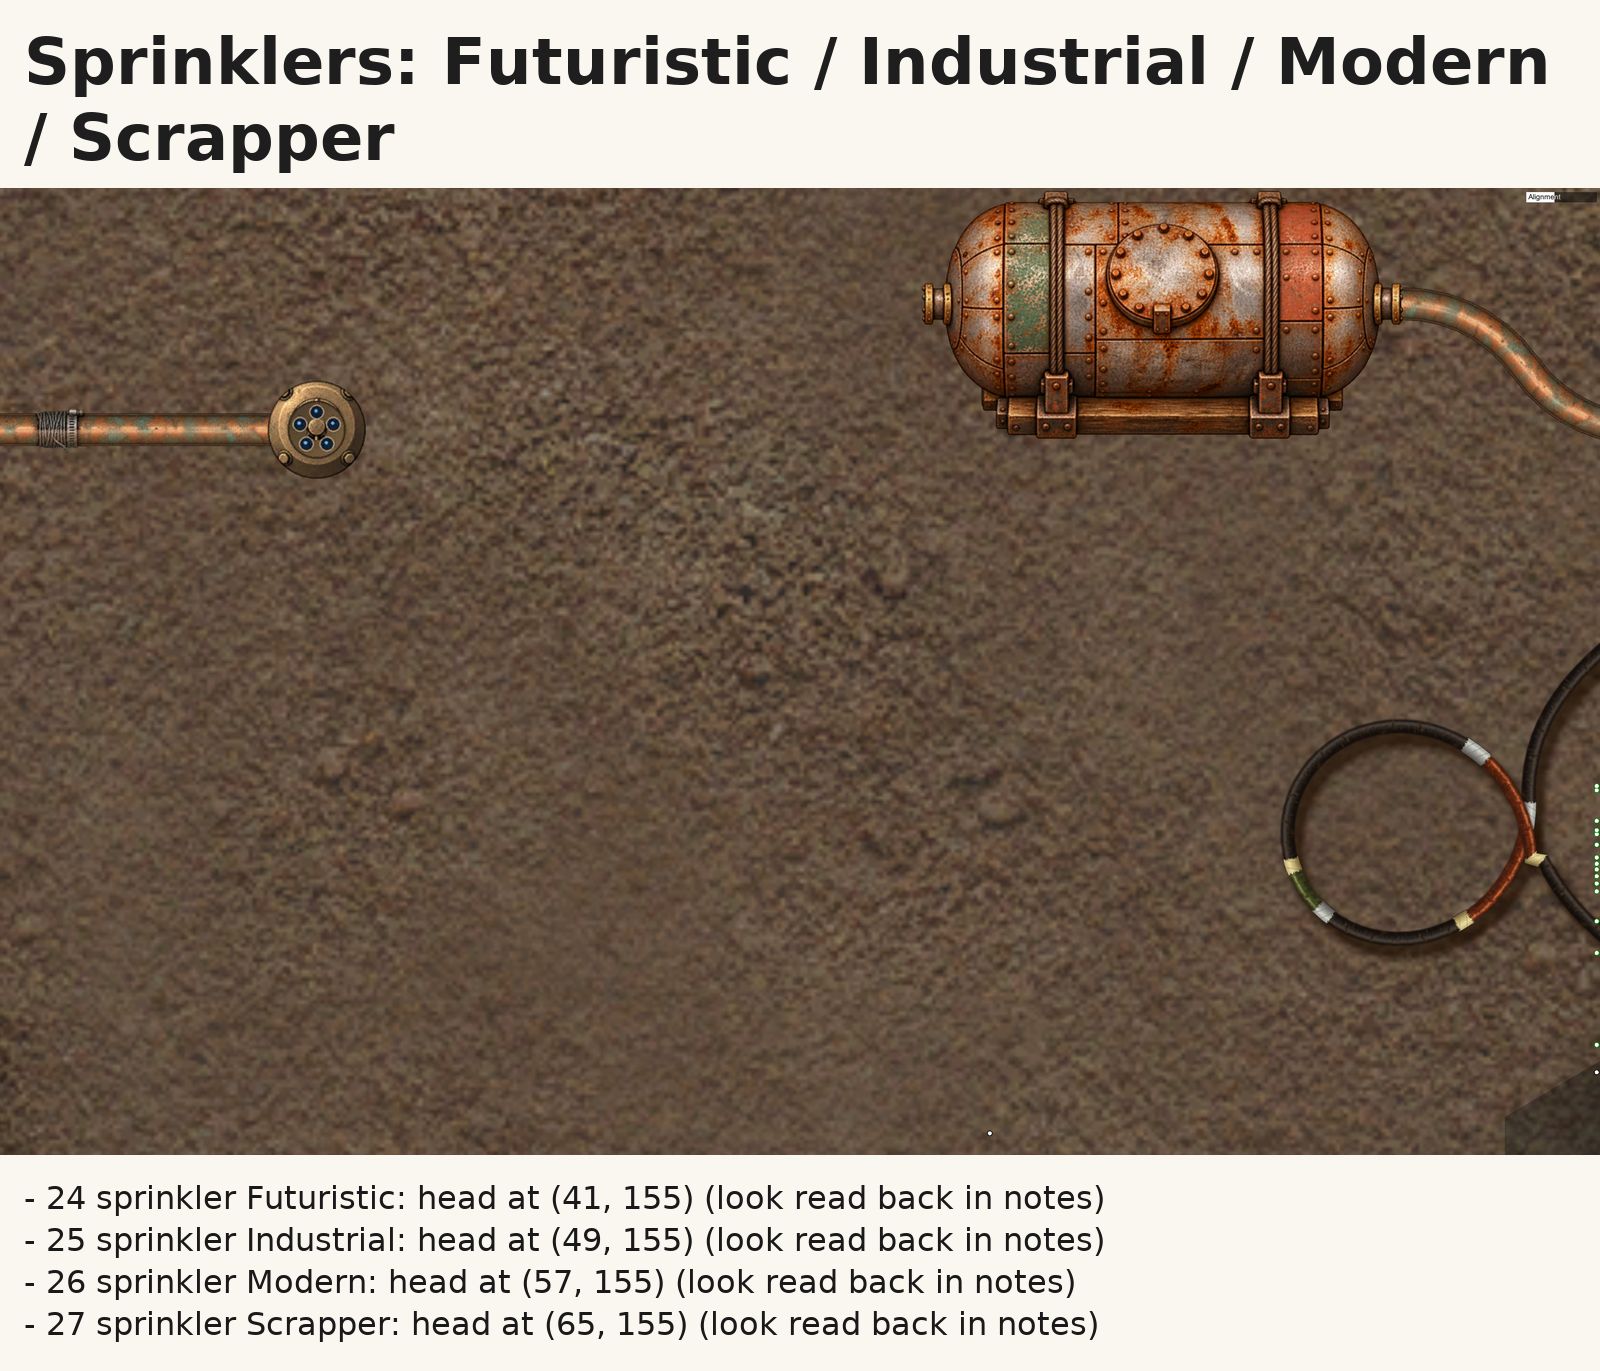 Sprinklers: Futuristic / Industrial / Modern
/ Scrapper
Alignment
- 24 sprinkler Futuristic: head at (41, 155) (look read back in notes)
- 25 sprinkler Industrial: head at (49, 155) (look read back in notes)
- 26 sprinkler Modern: head at (57, 155) (look read back in notes)
- 27 sprinkler Scrapper: head at (65, 155) (look read back in notes)